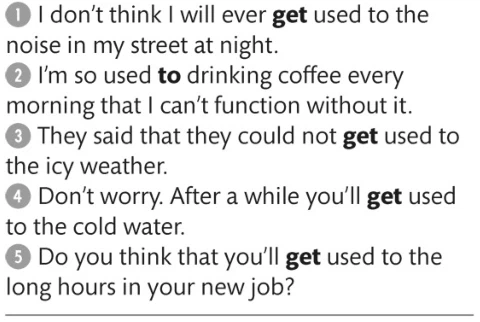 1 I don't think I will ever get used to the
noise in my street at night.
2 I'm so used to drinking coffee every
morning that I can't function without it.
3 They said that they could not get used to
the icy weather.
4 Don't worry. After a while you'll get used
to the cold water.
5 Do you think that you'll get used to the
long hours in your new job?